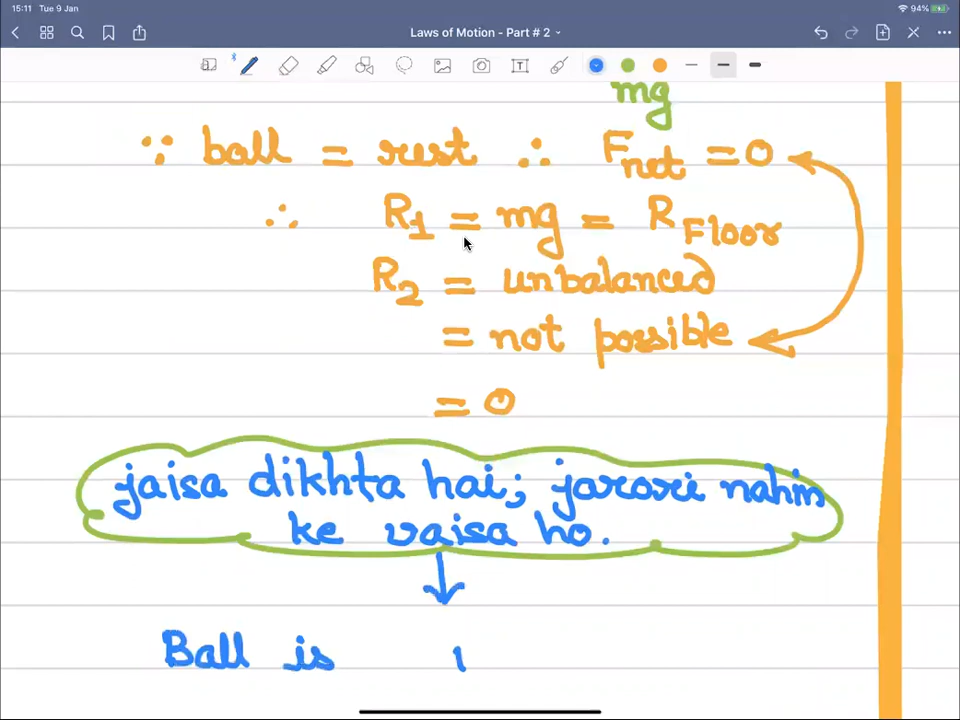 15:11 Tue 9 Jan 94%
Laws of Motion - Part # 2
mg
∵ ball = rest ∴ Fnet = 0
∴ R1 = mg = RFloor
R2 = unbalanced
= not possible
= 0
jaisa dikhta hai; jarori nahin
ke vaisa ho.
Ball is